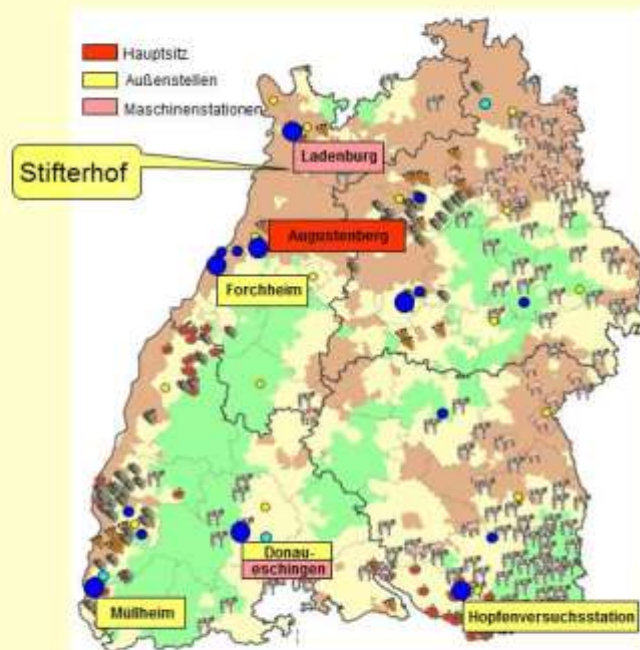 Hauptsitz
Außenstellen
Maschinenstationen
Ladenburg
Stifterhof
Augustenberg
Forchheim
Donau-
eschingen
Müllheim
Hopfenversuchsstation